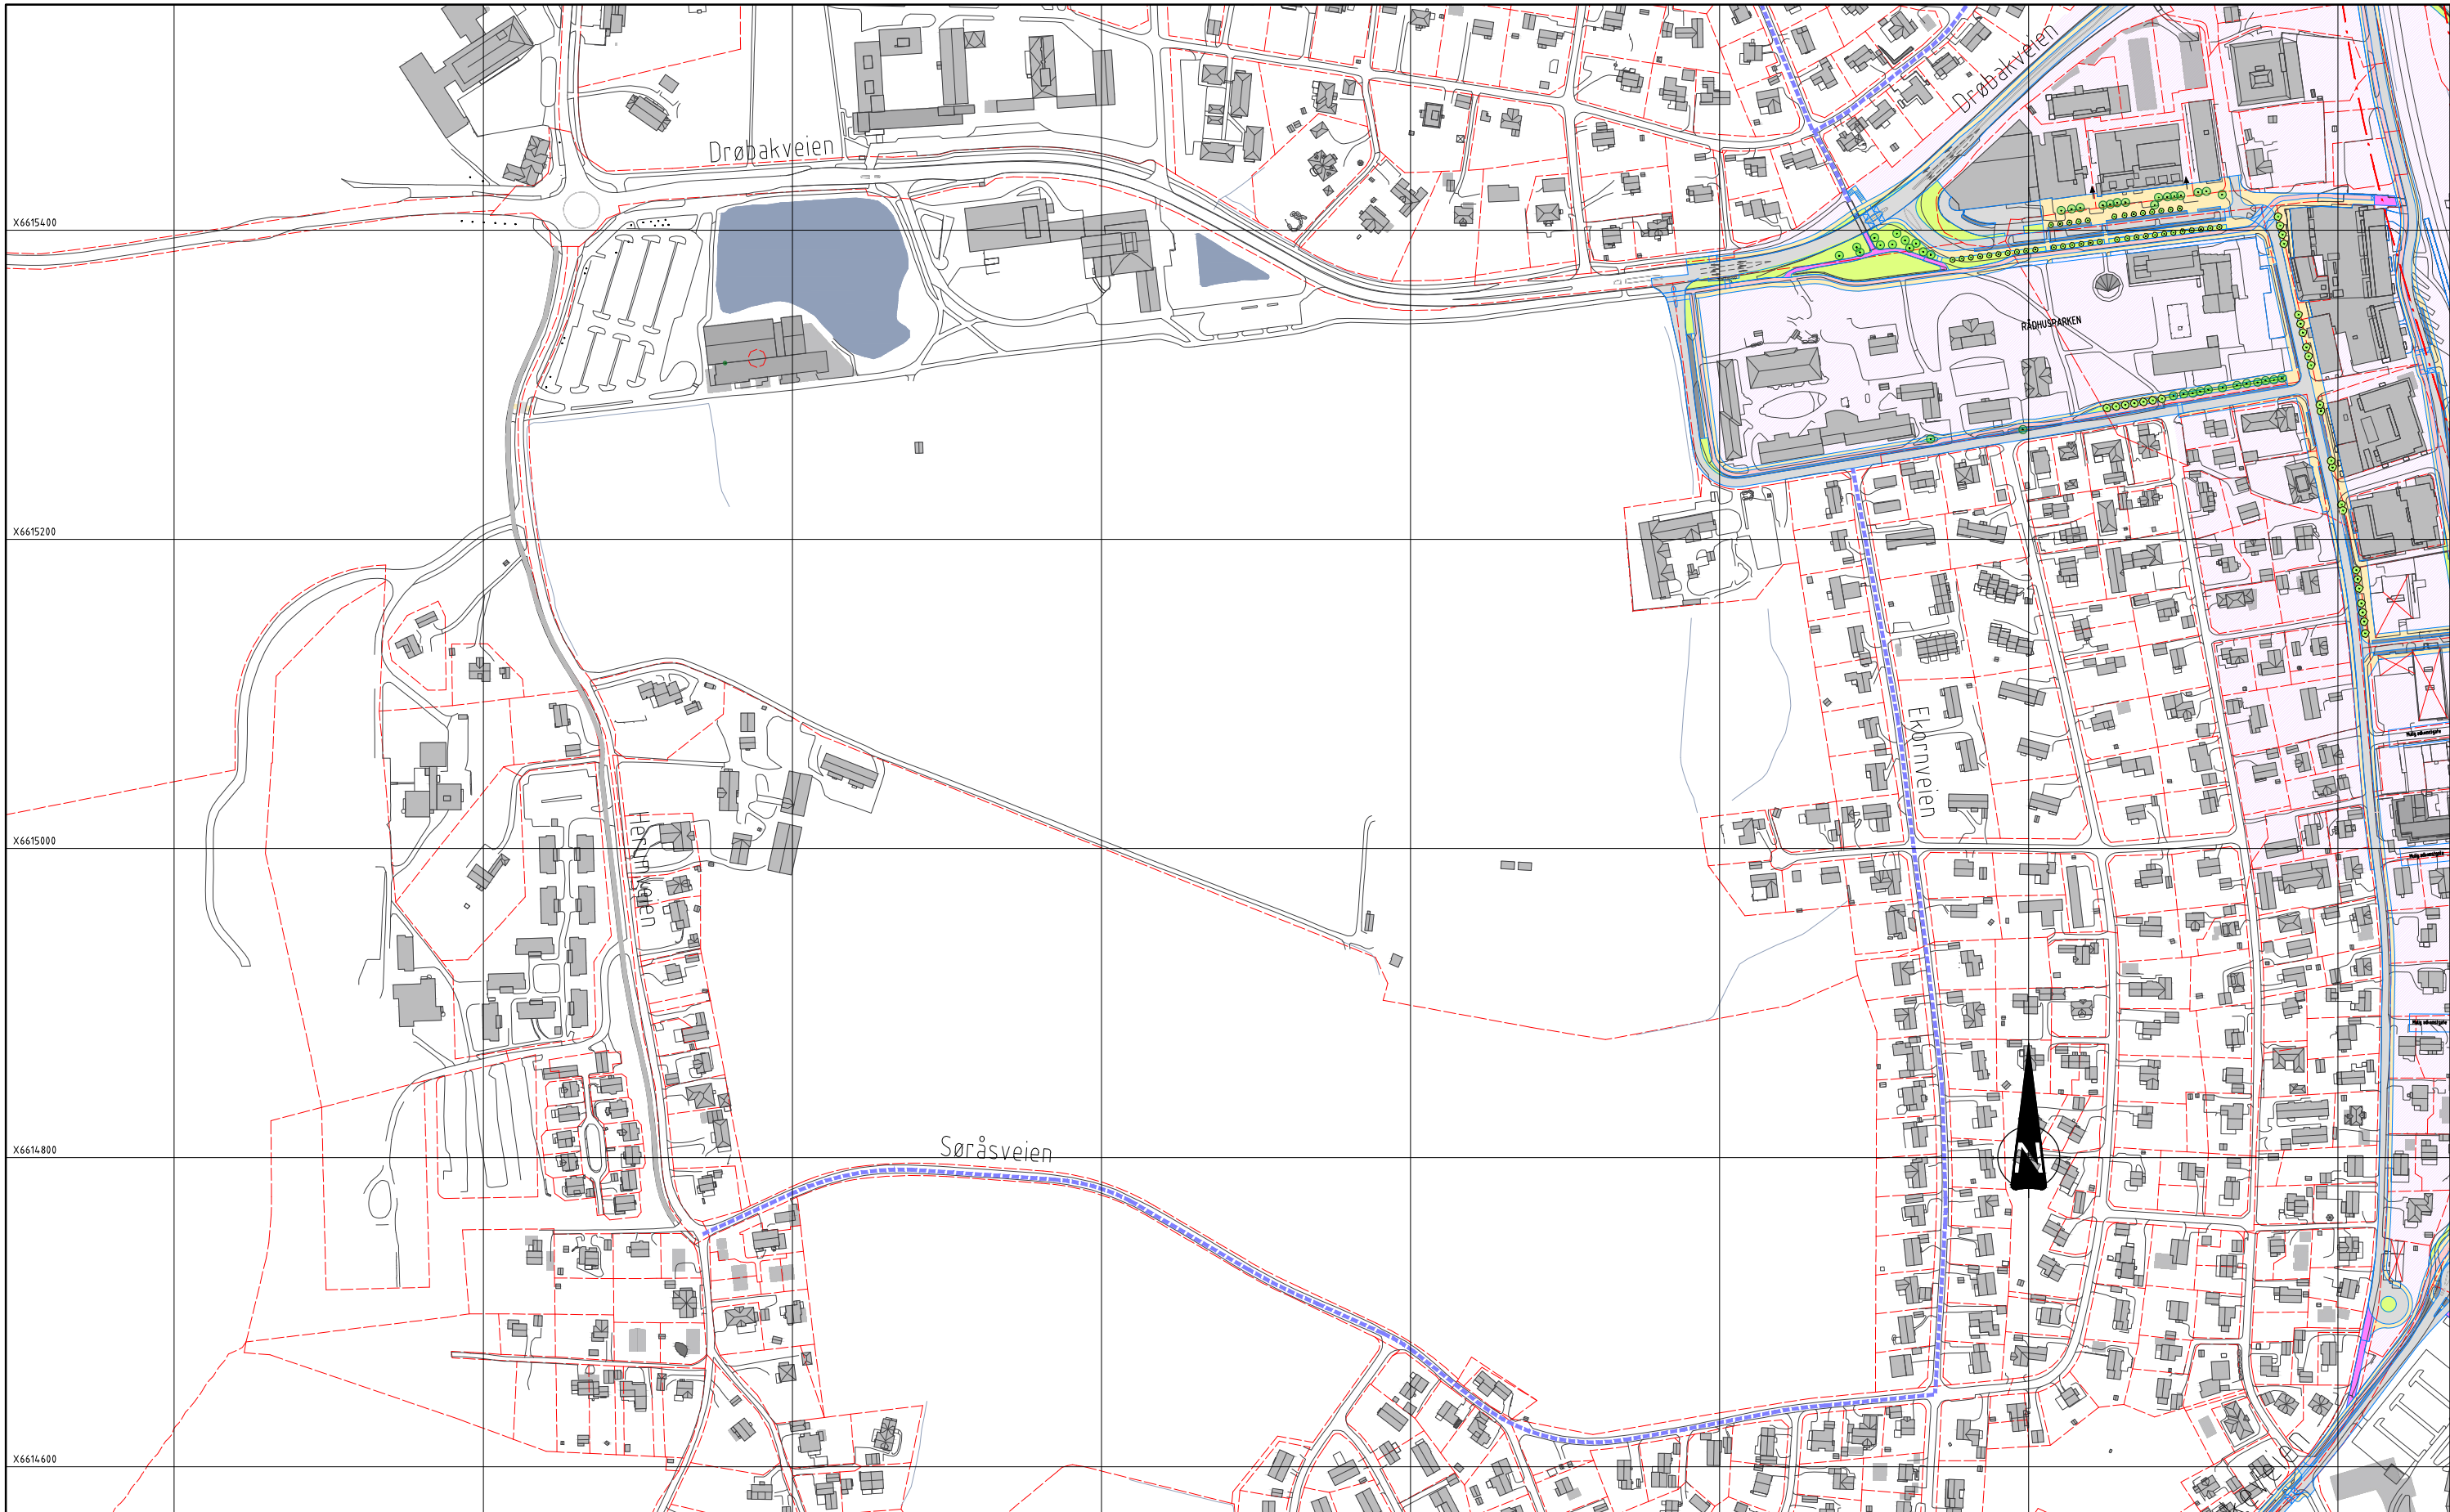 Drøbakveien
Drøbakveien
X6615400
RÅDHUSPARKEN
X6615200
Ekornveien
X6615000
X6614800
Søråsveien
N
X6614600